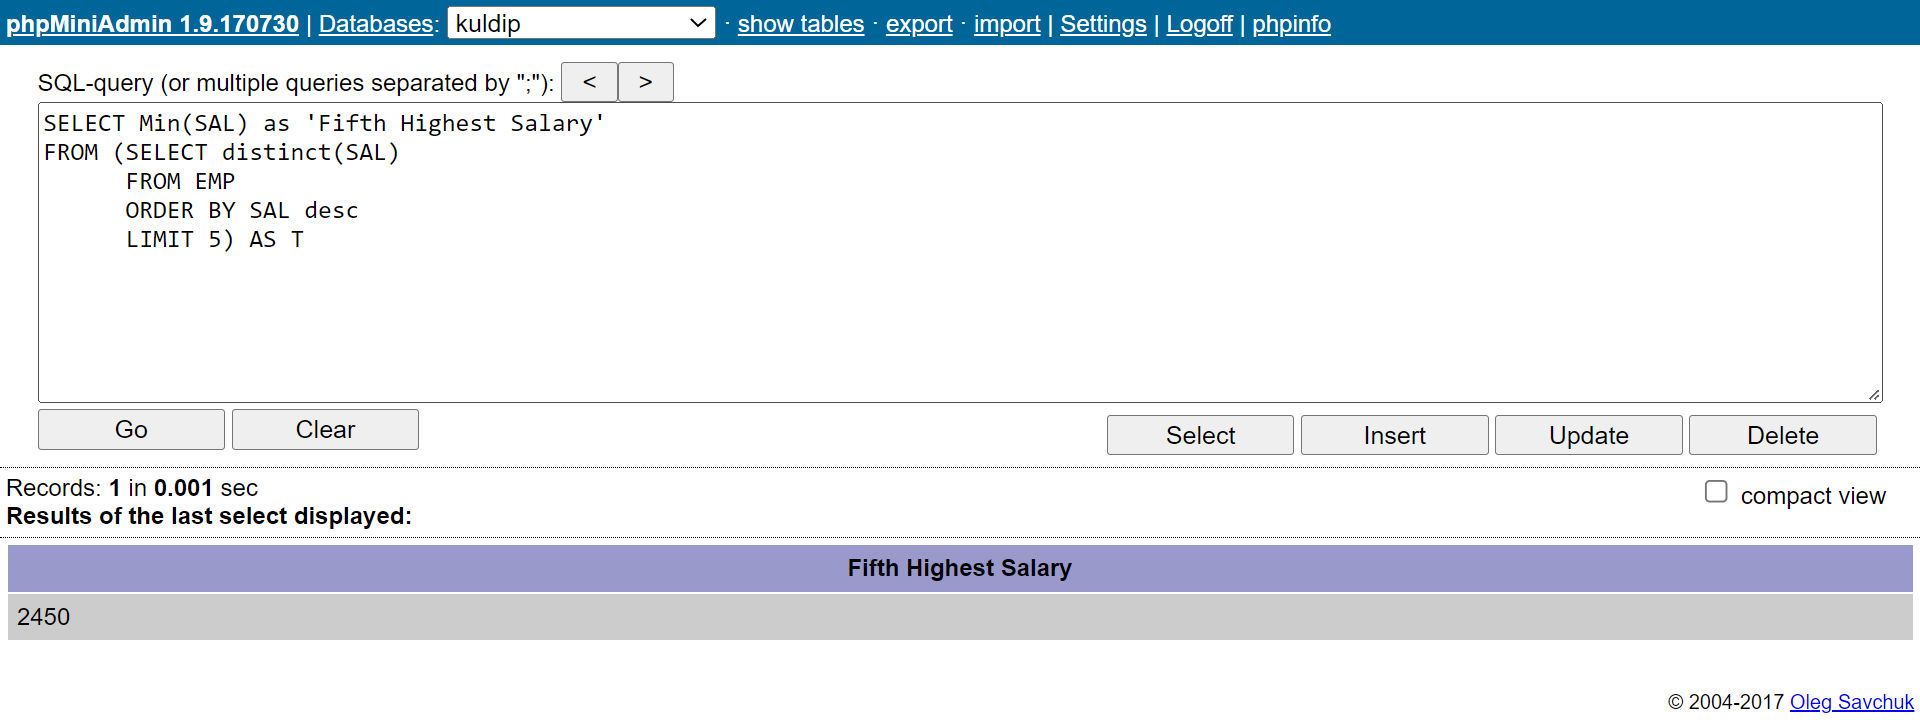 phpMiniAdmin 1.9.170730 | Databases: kuldip · show tables · export · import | Settings | Logoff | phpinfo
SQL-query (or multiple queries separated by ";"): < >
SELECT Min(SAL) as 'Fifth Highest Salary'
FROM (SELECT distinct(SAL)
FROM EMP
ORDER BY SAL desc
LIMIT 5) AS T
Go Clear Select Insert Update Delete
Records: 1 in 0.001 sec
compact view
Results of the last select displayed:
Fifth Highest Salary
2450
© 2004-2017 Oleg Savchuk